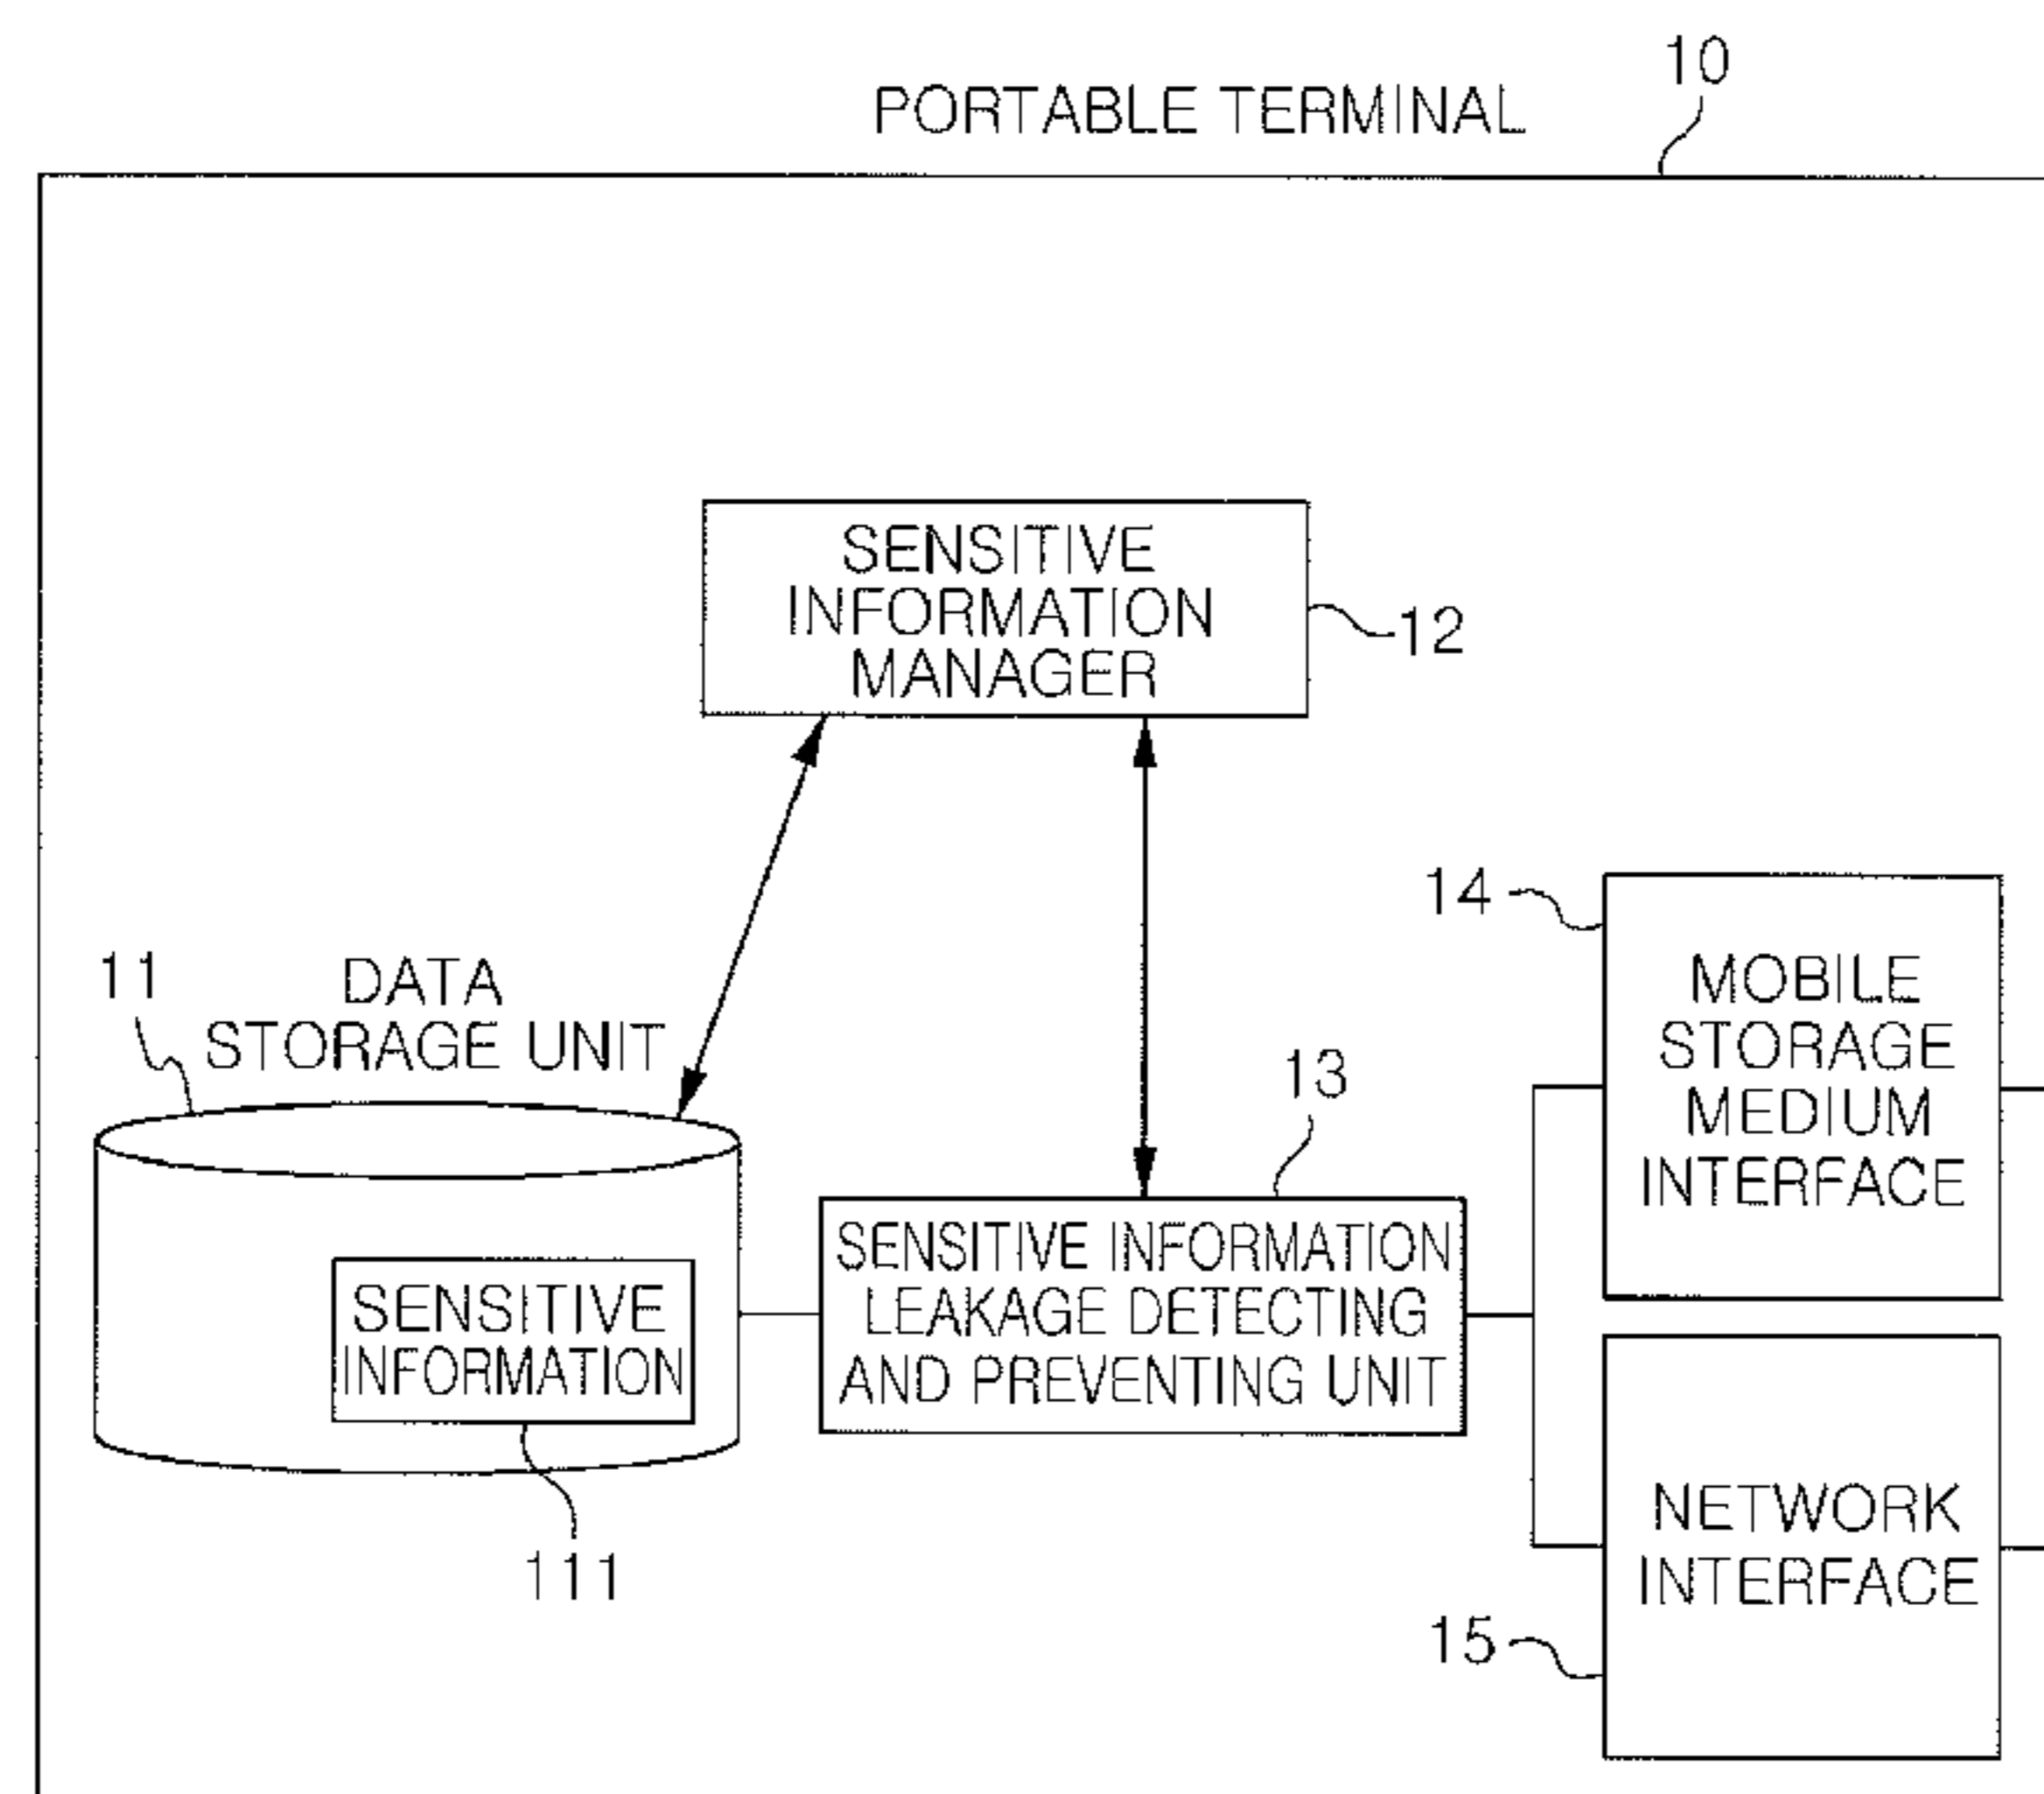 10
PORTABLE TERMINAL
SENSITIVE
INFORMATION
MANAGER
12
14
MOBILE
STORAGE
MEDIUM
INTERFACE
11
DATA
STORAGE UNIT
13
SENSITIVE INFORMATION
LEAKAGE DETECTING
AND PREVENTING UNIT
SENSITIVE
INFORMATION
111
NETWORK
INTERFACE
15